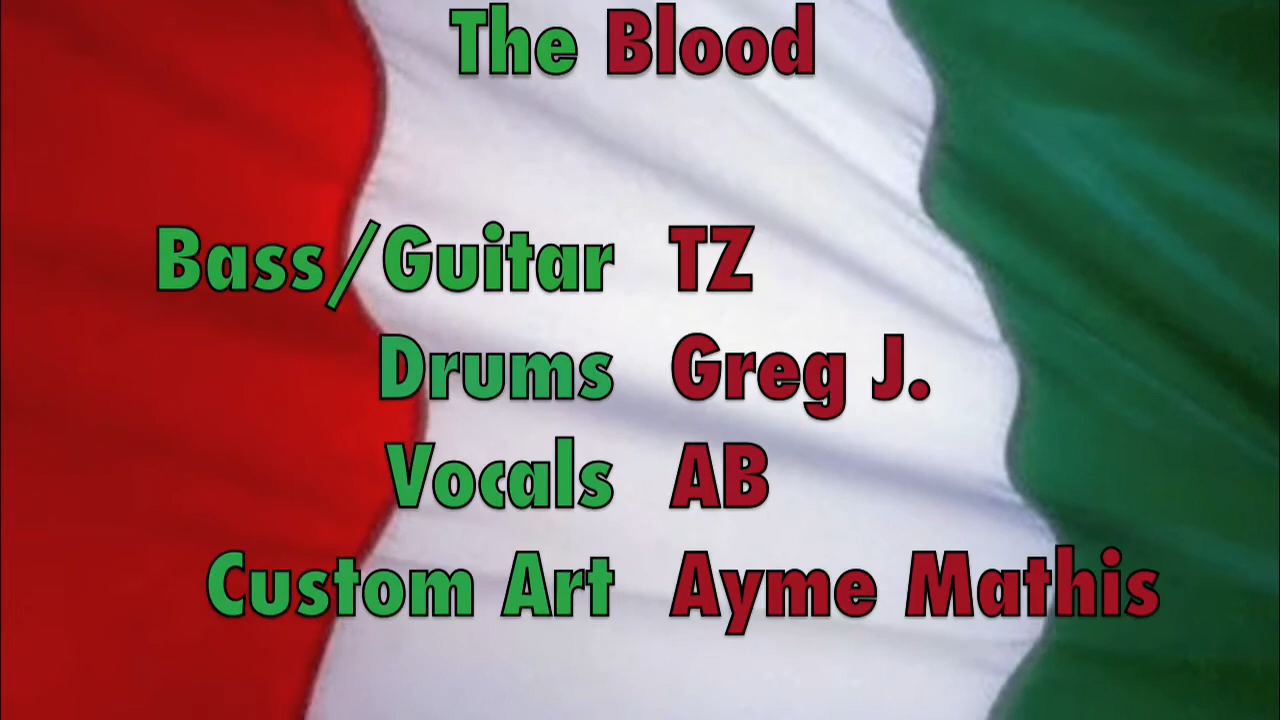 The Blood
Bass/Guitar TZ
Drums Greg J.
Vocals AB
Custom Art Ayme Mathis